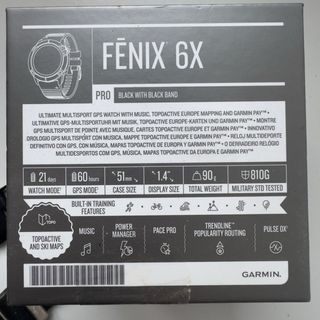 FĒNIX 6X
PRO
BLACK WITH BLACK BAND
ULTIMATE MULTISPORT GPS WATCH WITH MUSIC, TOPOACTIVE EUROPE MAPPING AND GARMIN PAY™ •
ULTIMATIVE GPS-MULTISPORTUHR MIT MUSIK, TOPOACTIVE EUROPE-KARTEN UND GARMIN PAY™ • MONTRE
GPS MULTISPORT DE POINTE AVEC MUSIQUE, CARTES TOPOACTIVE EUROPE ET GARMIN PAY™ • INNOVATIVO
OROLOGIO GPS MULTISPORT CON MUSICA, MAPPE TOPOACTIVE EUROPE E GARMIN PAY™ • RELOJ MULTIDEPORTE
DEFINITIVO CON GPS, CON MÚSICA, MAPAS TOPOACTIVE EUROPE Y GARMIN PAY™ • O DERRADEIRO RELÓGIO
MULTIDESPORTOS COM GPS, MÚSICA, MAPAS TOPOACTIVE DA EUROPA E GARMIN PAY™
21 days
WATCH MODE
60 hours
GPS MODE
51 mm
CASE SIZE
1.4"
DISPLAY SIZE
90 g
TOTAL WEIGHT
810G
MILITARY STD TESTED
BUILT-IN TRAINING
FEATURES
TOPO
TOPOACTIVE
AND SKI MAPS
MUSIC
POWER
MANAGER
PACE PRO
TRENDLINE™
POPULARITY ROUTING
PULSE OX
GARMIN